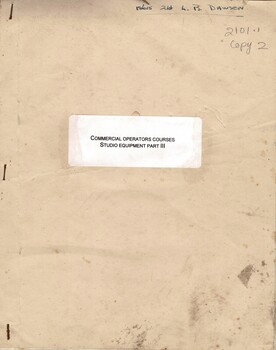 L. B. DAWSON
2101-1
Copy 2
COMMERCIAL OPERATORS COURSES
STUDIO EQUIPMENT PART III